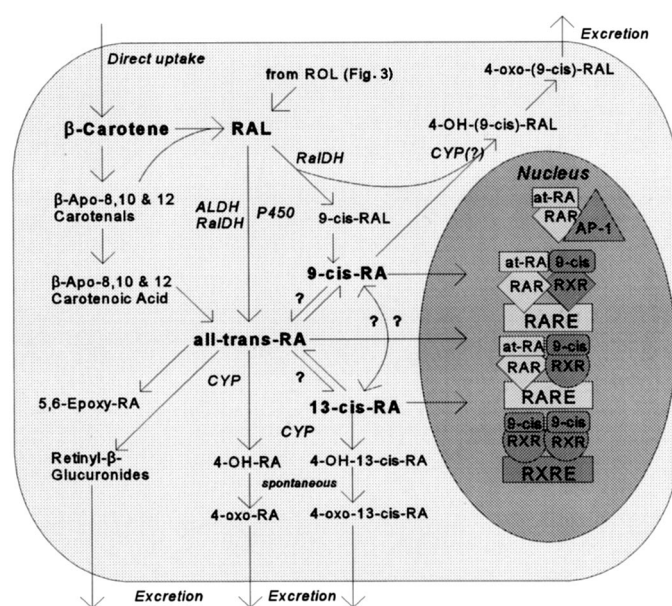 Excretion
Direct uptake
from ROL (Fig. 3)
4-oxo-(9-cis)-RAL
β-Carotene
RAL
4-OH-(9-cis)-RAL
RalDH
CYP(?)
Nucleus
β-Apo-8,10 & 12
Carotenals
ALDH
RalDH
P450
9-cis-RAL
at-RA
RAR
AP-1
β-Apo-8,10 & 12
Carotenoic Acid
9-cis-RA
at-RA
9-cis
RAR
RXR
?
? ?
RARE
all-trans-RA
at-RA
9-cis
RAR
RXR
CYP
?
5,6-Epoxy-RA
13-cis-RA
RARE
9-cis
9-cis
RXR
RXR
CYP
Retinyl-β-
Glucuronides
4-OH-RA
4-OH-13-cis-RA
RXRE
spontaneous
4-oxo-RA
4-oxo-13-cis-RA
Excretion
Excretion